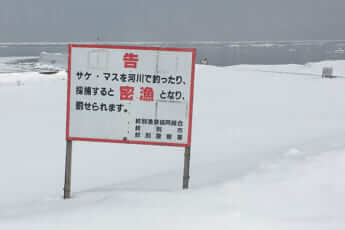 告
サケ・マスを河川で釣ったり、
採捕すると密漁となり、
罰せられます。
紋別漁業協同組合
紋別市
紋別警察署